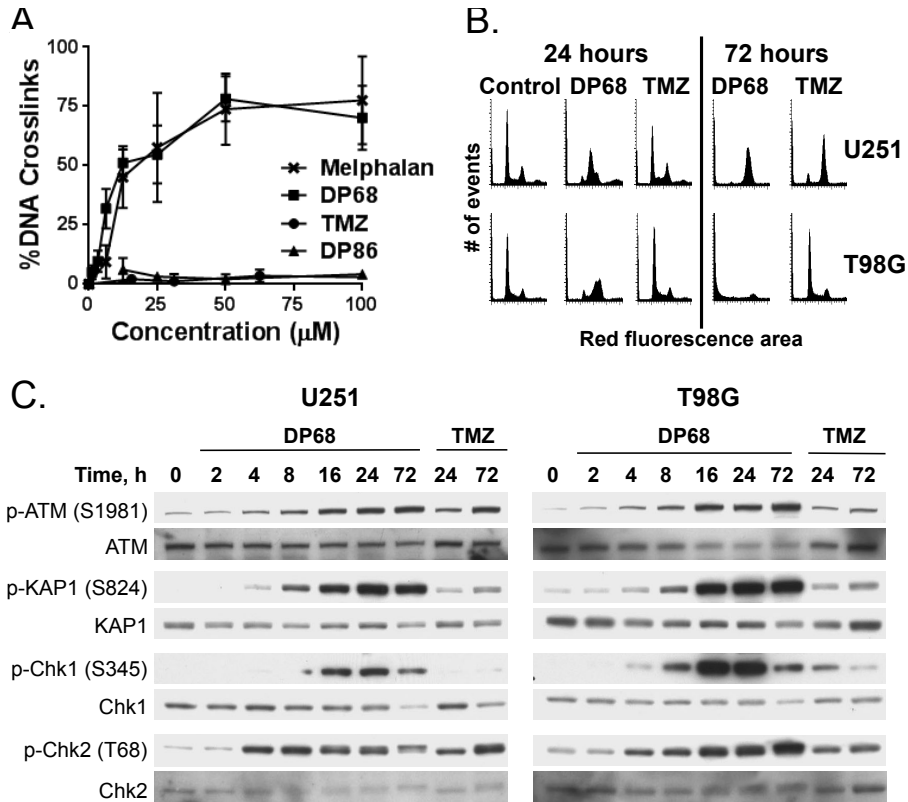 A
100
75
50
25
0
%DNA Crosslinks
0 25 50 75 100
Concentration (μM)
Melphalan
DP68
TMZ
DP86
B.
24 hours 72 hours
Control DP68 TMZ DP68 TMZ
U251
T98G
# of events
Red fluorescence area
C.
U251 T98G
DP68 TMZ DP68 TMZ
Time, h 0 2 4 8 16 24 72 24 72 0 2 4 8 16 24 72 24 72
p-ATM (S1981)
ATM
p-KAP1 (S824)
KAP1
p-Chk1 (S345)
Chk1
p-Chk2 (T68)
Chk2